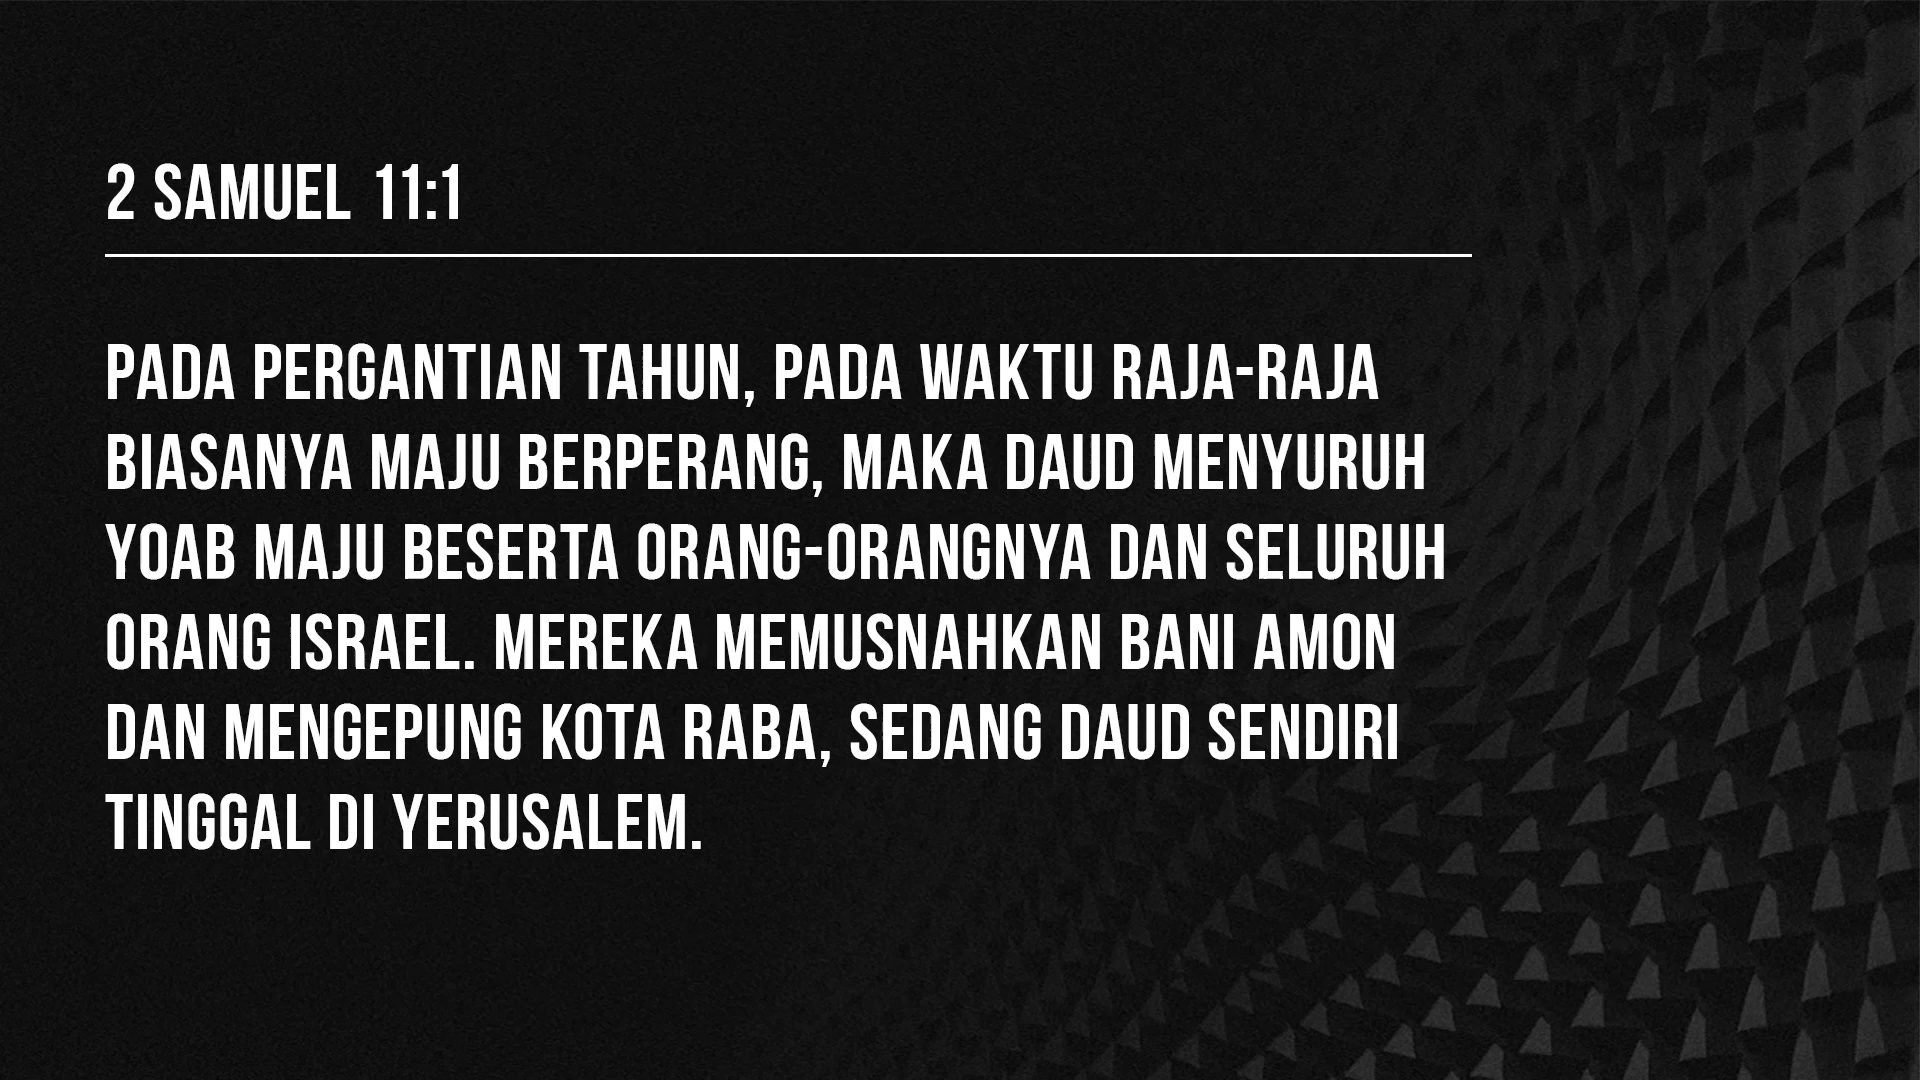 2 SAMUEL 11:1
PADA PERGANTIAN TAHUN, PADA WAKTU RAJA-RAJA
BIASANYA MAJU BERPERANG, MAKA DAUD MENYURUH
YOAB MAJU BESERTA ORANG-ORANGNYA DAN SELURUH
ORANG ISRAEL. MEREKA MEMUSNAHKAN BANI AMON
DAN MENGEPUNG KOTA RABA, SEDANG DAUD SENDIRI
TINGGAL DI YERUSALEM.